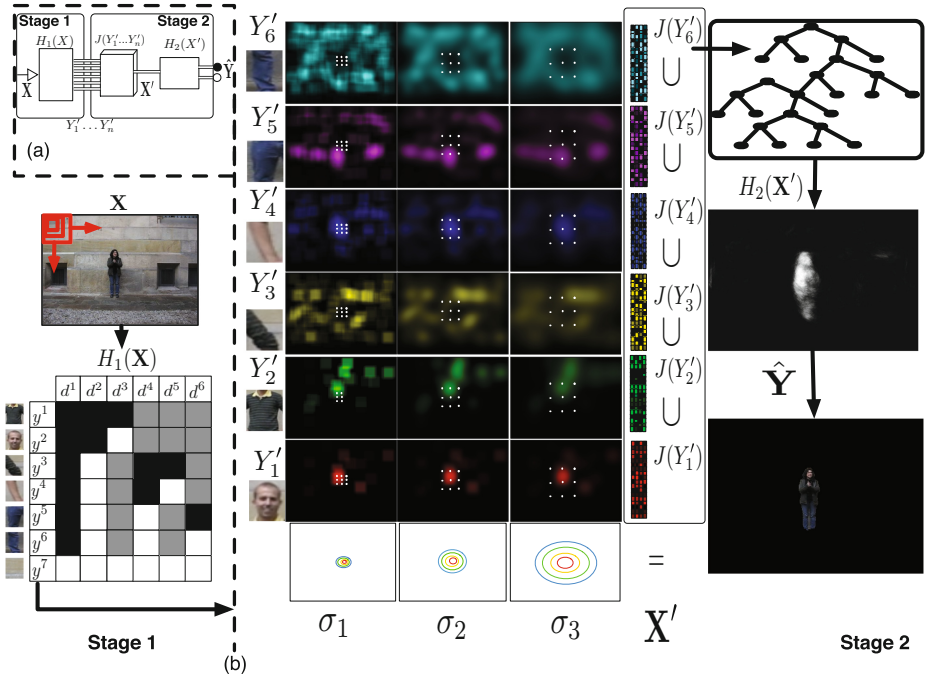 Stage 1 Stage 2
H₁(X) J(Y′₁...Y′ₙ) H₂(X′)
X X′ Ŷ
Y′₁...Y′ₙ
(a)
X
H₁(X)
d¹ d² d³ d⁴ d⁵ d⁶
y¹
y²
y³
y⁴
y⁵
y⁶
y⁷
Stage 1
(b)
Y′₆
Y′₅
Y′₄
Y′₃
Y′₂
Y′₁
σ₁ σ₂ σ₃
J(Y′₆)
∪
J(Y′₅)
∪
J(Y′₄)
∪
J(Y′₃)
∪
J(Y′₂)
∪
J(Y′₁)
=
X′
H₂(X′)
Ŷ
Stage 2